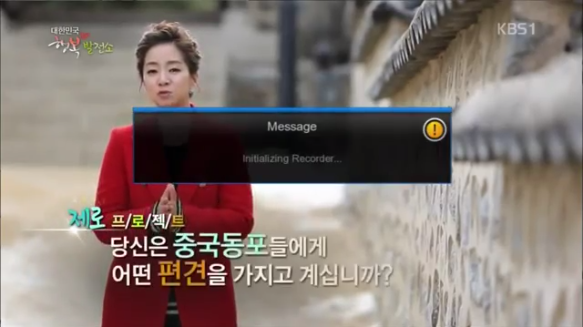 대한민국
행복 발전소
KBS1
Message
Initializing Recorder...
제로 프/로/젝/트
당신은 중국동포들에게
어떤 편견을 가지고 계십니까?